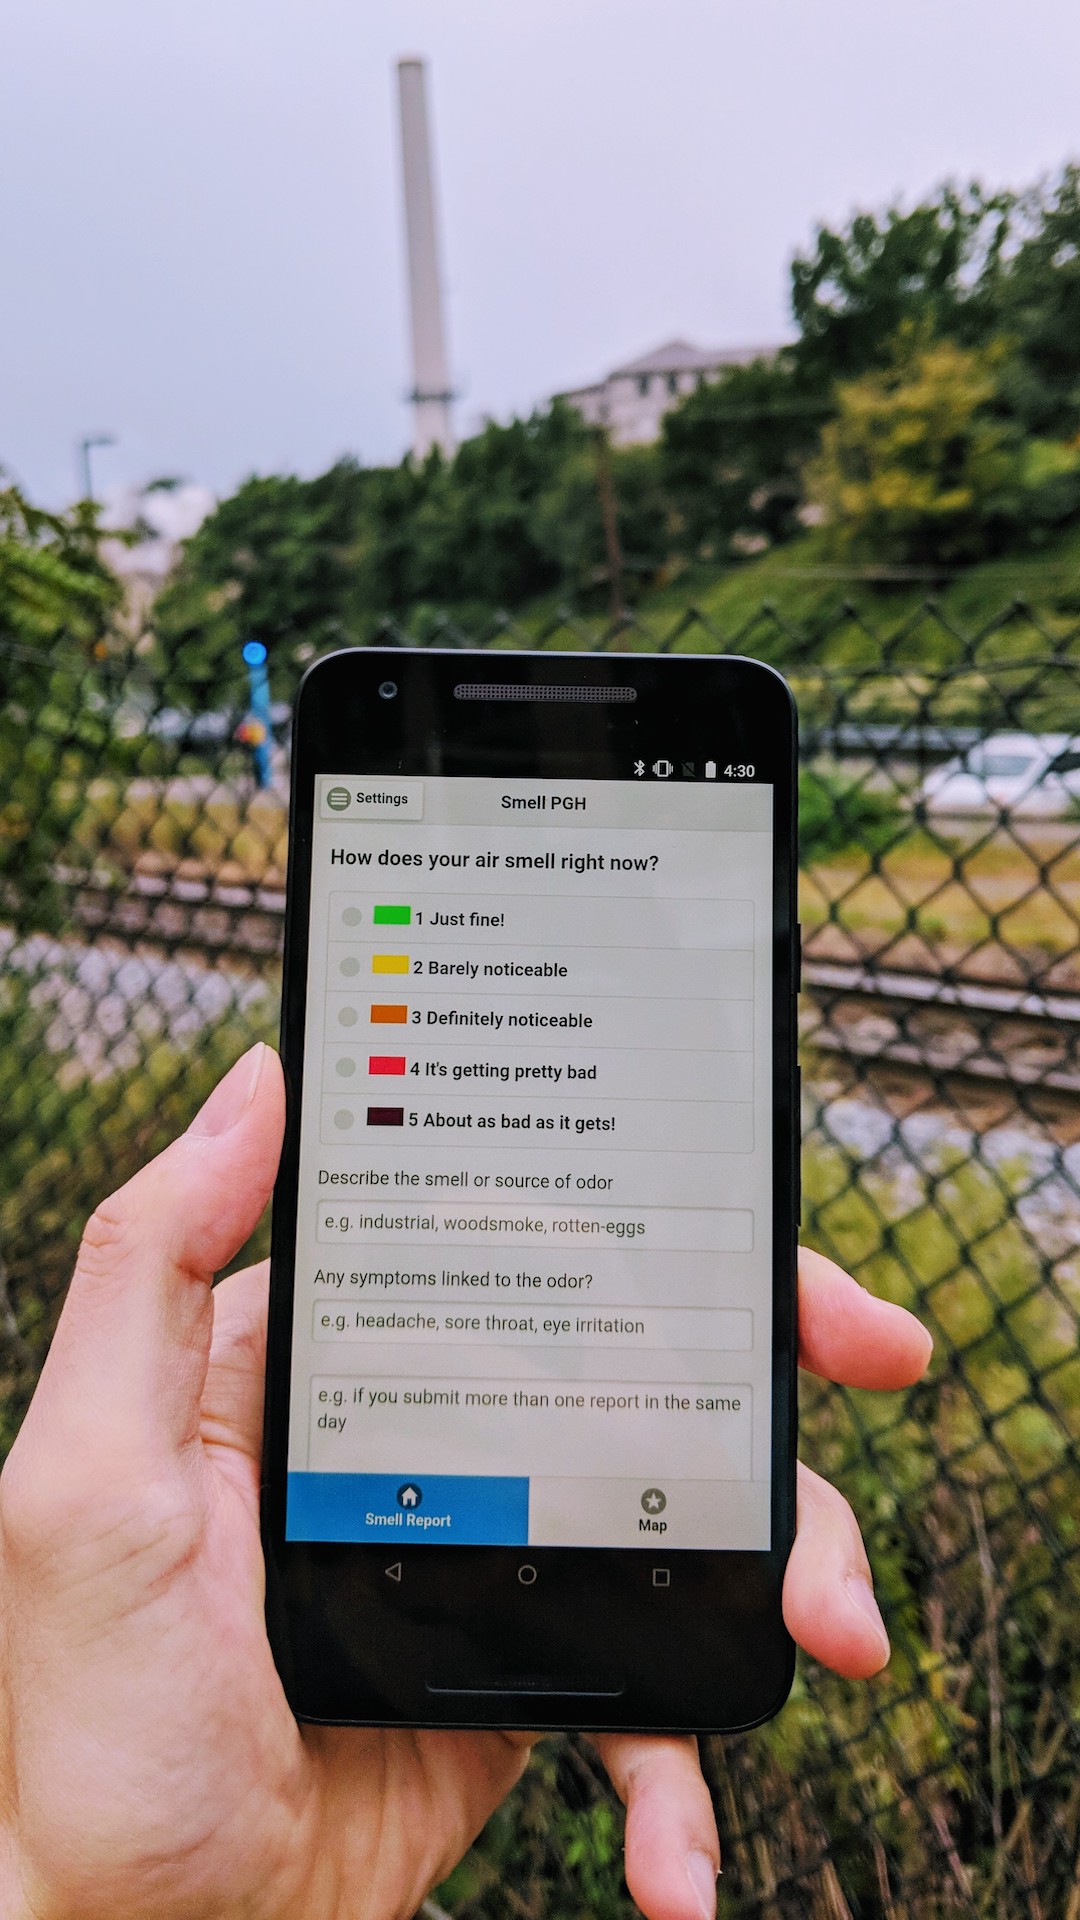 4:30
Settings
Smell PGH
How does your air smell right now?
1 Just fine!
2 Barely noticeable
3 Definitely noticeable
4 It's getting pretty bad
5 About as bad as it gets!
Describe the smell or source of odor
e.g. industrial, woodsmoke, rotten-eggs
Any symptoms linked to the odor?
e.g. headache, sore throat, eye irritation
e.g. if you submit more than one report in the same
day
Smell Report
Map